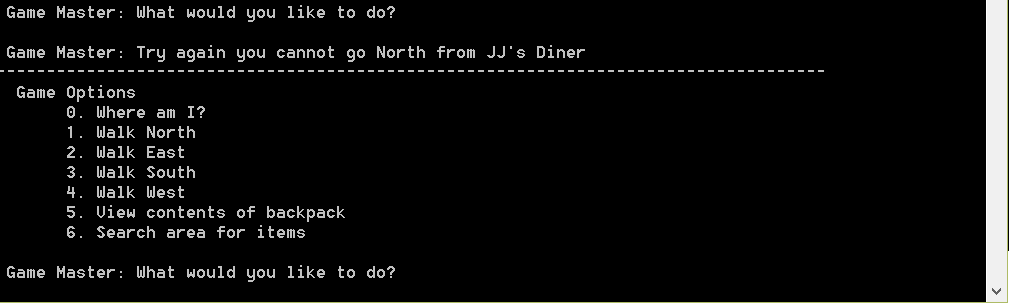 Game Master: What would you like to do?
Game Master: Try again you cannot go North from JJ's Diner
-----------------------------------------------------------------------------------
Game Options
0. Where am I?
1. Walk North
2. Walk East
3. Walk South
4. Walk West
5. View contents of backpack
6. Search area for items
Game Master: What would you like to do?